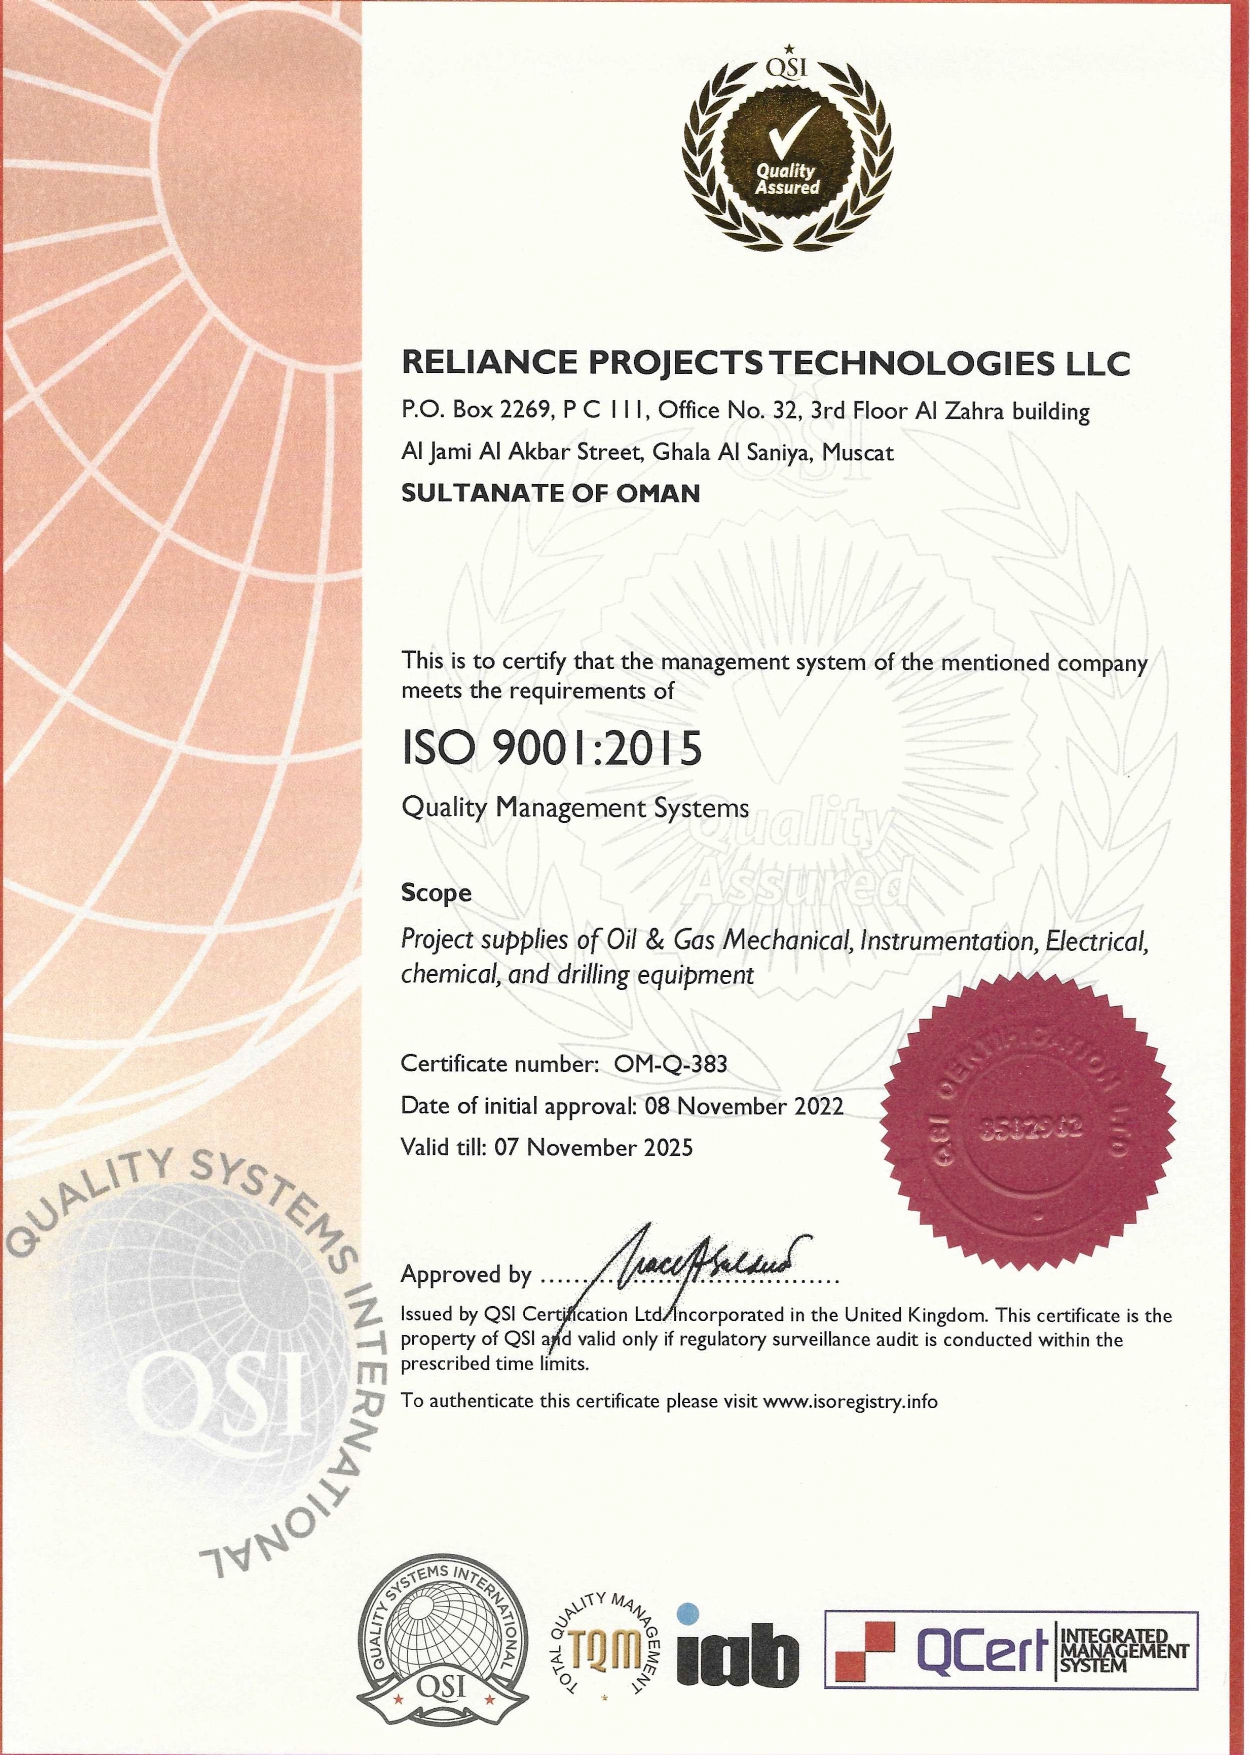 QSI
Quality
Assured
RELIANCE PROJECTS TECHNOLOGIES LLC
P.O. Box 2269, P C 111, Office No. 32, 3rd Floor Al Zahra building
Al Jami Al Akbar Street, Ghala Al Saniya, Muscat
SULTANATE OF OMAN
QSI
This is to certify that the management system of the mentioned company
meets the requirements of
ISO 9001:2015
Quality Management Systems
Quality
Assured
Scope
Project supplies of Oil & Gas Mechanical, Instrumentation, Electrical,
chemical, and drilling equipment
Certificate number: OM-Q-383
Date of initial approval: 08 November 2022
Valid till: 07 November 2025
QSI CERTIFICATION
QUALITY SYSTEMS INTERNATIONAL
QSI
Approved by
Issued by QSI Certification Ltd. Incorporated in the United Kingdom. This certificate is the
property of QSI and valid only if regulatory surveillance audit is conducted within the
prescribed time limits.
To authenticate this certificate please visit www.isoregistry.info
QUALITY SYSTEMS INTERNATIONAL
QSI
TOTAL QUALITY MANAGEMENT
TQM
iab
QCert
INTEGRATED
MANAGEMENT
SYSTEM